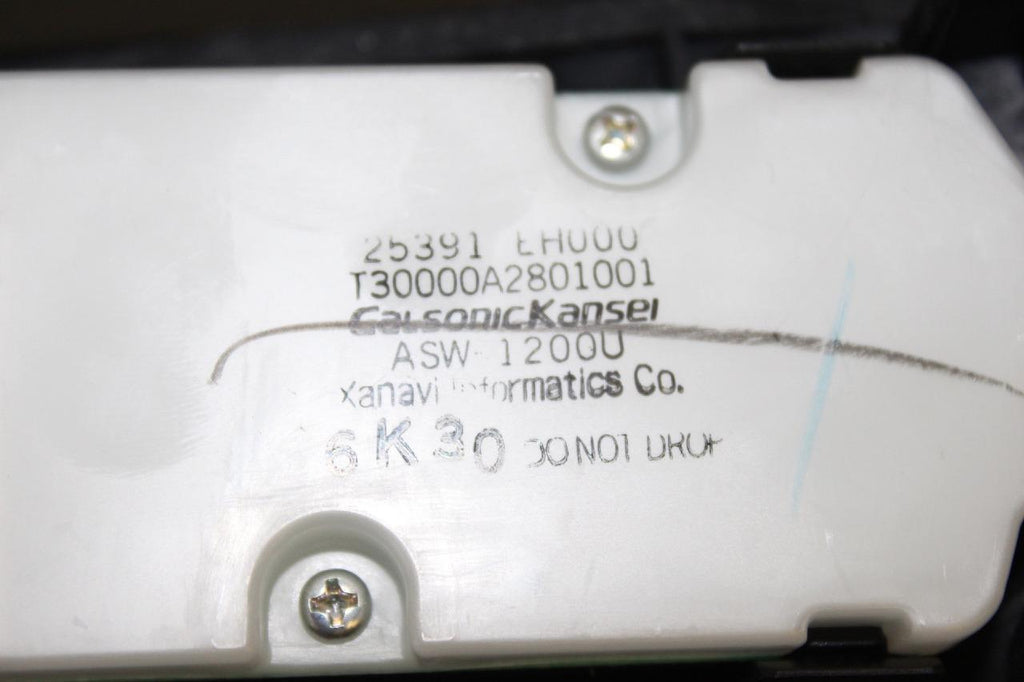 25391 EH000
T30000A2801001
CalsonicKansei
ASW-1200U
Xanavi Informatics Co.
6K30 DO NOT DROP